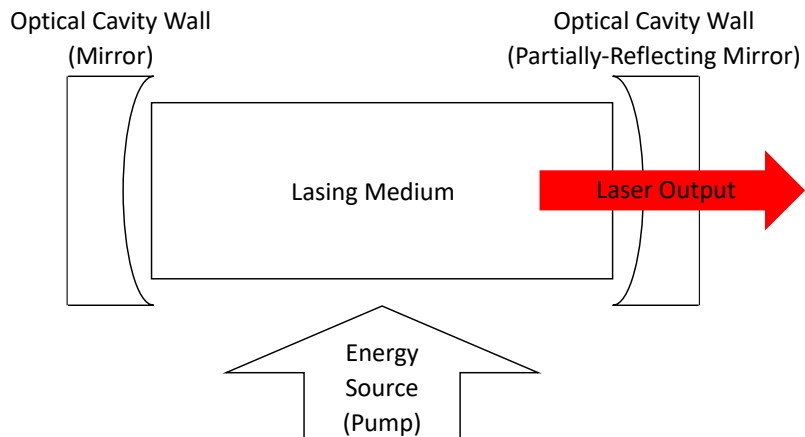 Optical Cavity Wall
(Mirror)
Optical Cavity Wall
(Partially-Reflecting Mirror)
Lasing Medium
Laser Output
Energy
Source
(Pump)